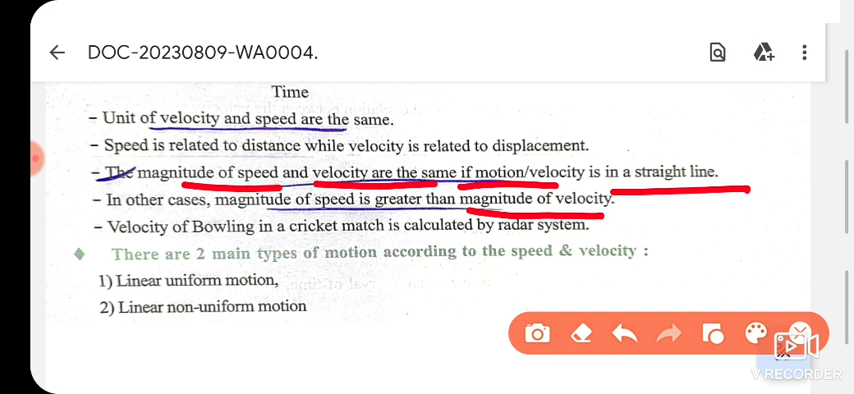 DOC-20230809-WA0004.
Time
– Unit of velocity and speed are the same.
– Speed is related to distance while velocity is related to displacement.
– The magnitude of speed and velocity are the same if motion/velocity is in a straight line.
– In other cases, magnitude of speed is greater than magnitude of velocity.
– Velocity of Bowling in a cricket match is calculated by radar system.
◆ There are 2 main types of motion according to the speed & velocity :
1) Linear uniform motion,
2) Linear non-uniform motion
V RECORDER